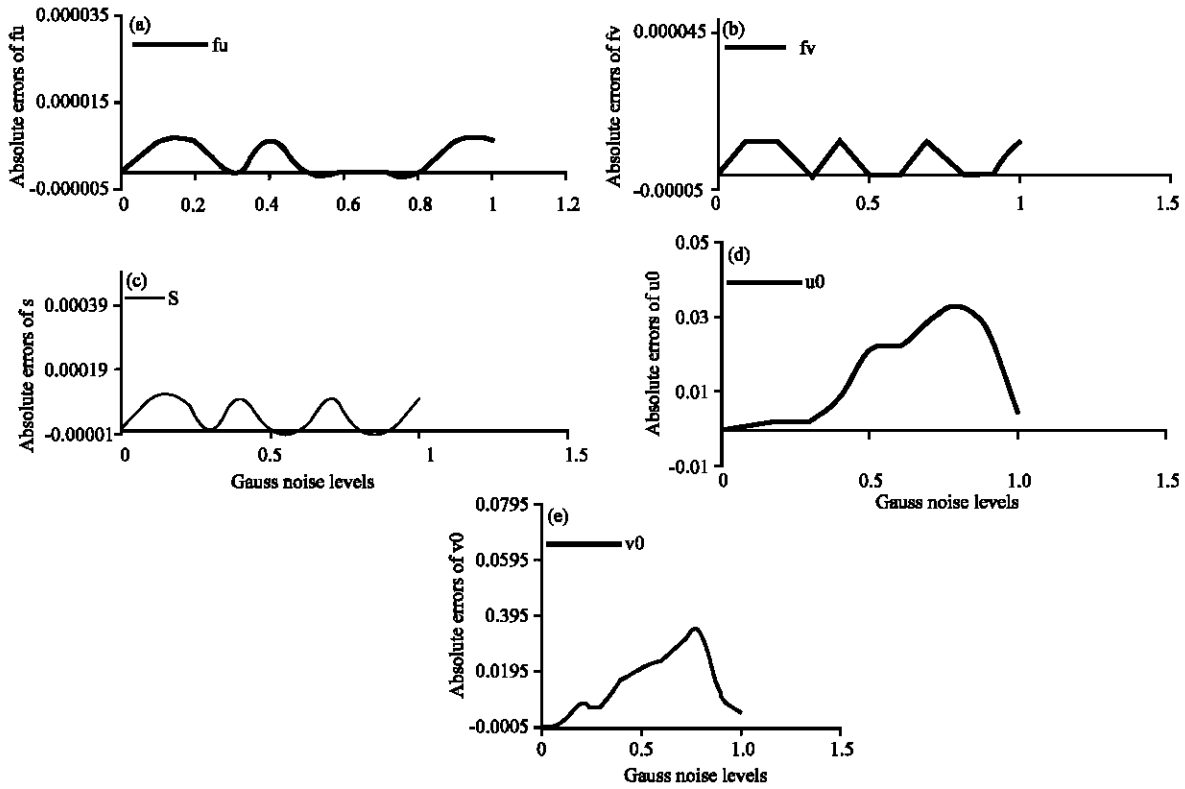 (a)
fu
Absolute errors of fu
0.000035
0.000015
-0.000005
0 0.2 0.4 0.6 0.8 1 1.2
(b)
fv
Absolute errors of fv
0.000045
-0.00005
0 0.5 1 1.5
(c)
S
Absolute errors of s
0.00039
0.00019
-0.00001
0 0.5 1 1.5
Gauss noise levels
(d)
u0
Absolute errors of u0
0.05
0.03
0.01
-0.01
0 0.5 1.0 1.5
Gauss noise levels
(e)
v0
Absolute errors of v0
0.0795
0.0595
0.395
0.0195
-0.0005
0 0.5 1.0 1.5
Gauss noise levels